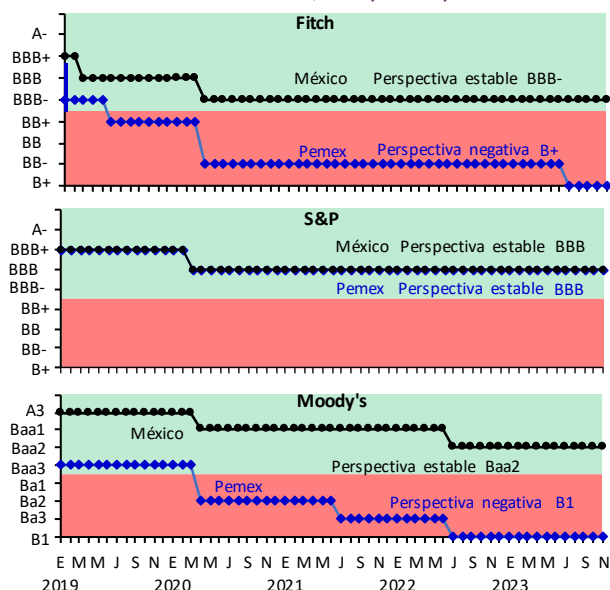 Fitch
A-
BBB+
BBB
BBB-
BB+
BB
BB-
B+
México Perspectiva estable BBB-
Pemex Perspectiva negativa B+
S&P
A-
BBB+
BBB
BBB-
BB+
BB
BB-
B+
México Perspectiva estable BBB
Pemex Perspectiva estable BBB
Moody's
A3
Baa1
Baa2
Baa3
Ba1
Ba2
Ba3
B1
México
Perspectiva estable Baa2
Pemex
Perspectiva negativa B1
E M M J S N E M M J S N E M M J S N E M M J S N E M M J S N
2019 2020 2021 2022 2023